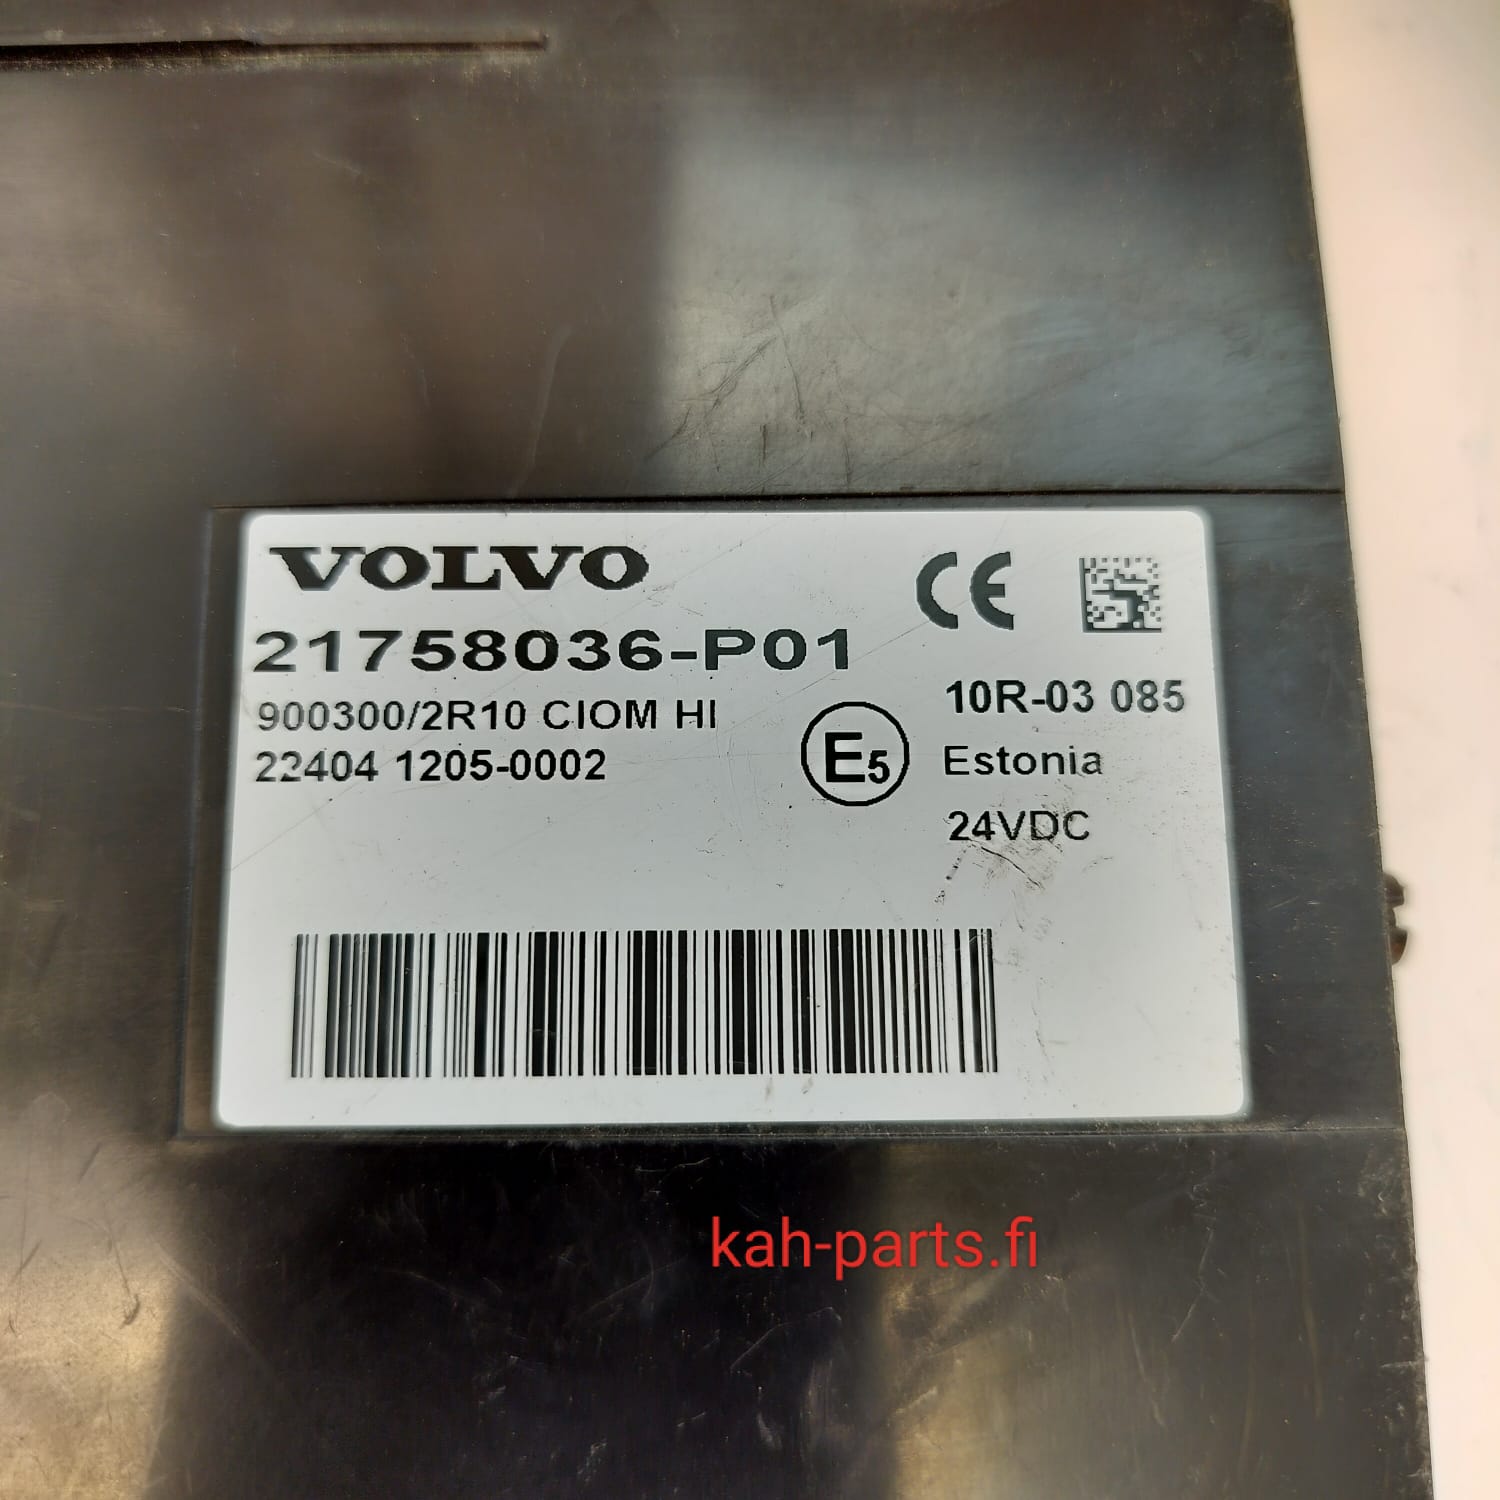 VOLVO
CE
21758036-P01
900300/2R10 CIOM HI
10R-03 085
22404 1205-0002
E5
Estonia
24VDC
kah-parts.fi